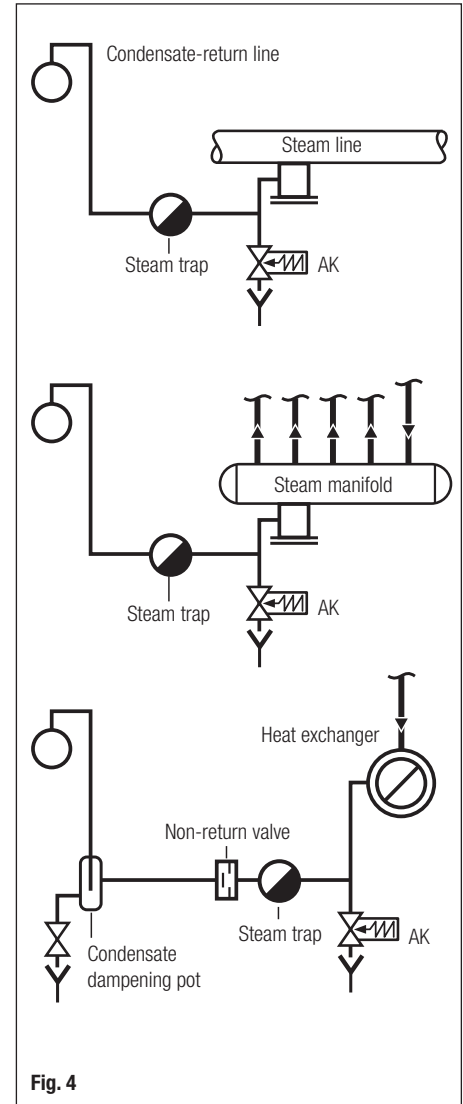 Condensate-return line
Steam line
Steam trap
AK
Steam manifold
Steam trap
AK
Heat exchanger
Non-return valve
Steam trap
AK
Condensate
dampening pot
Fig. 4